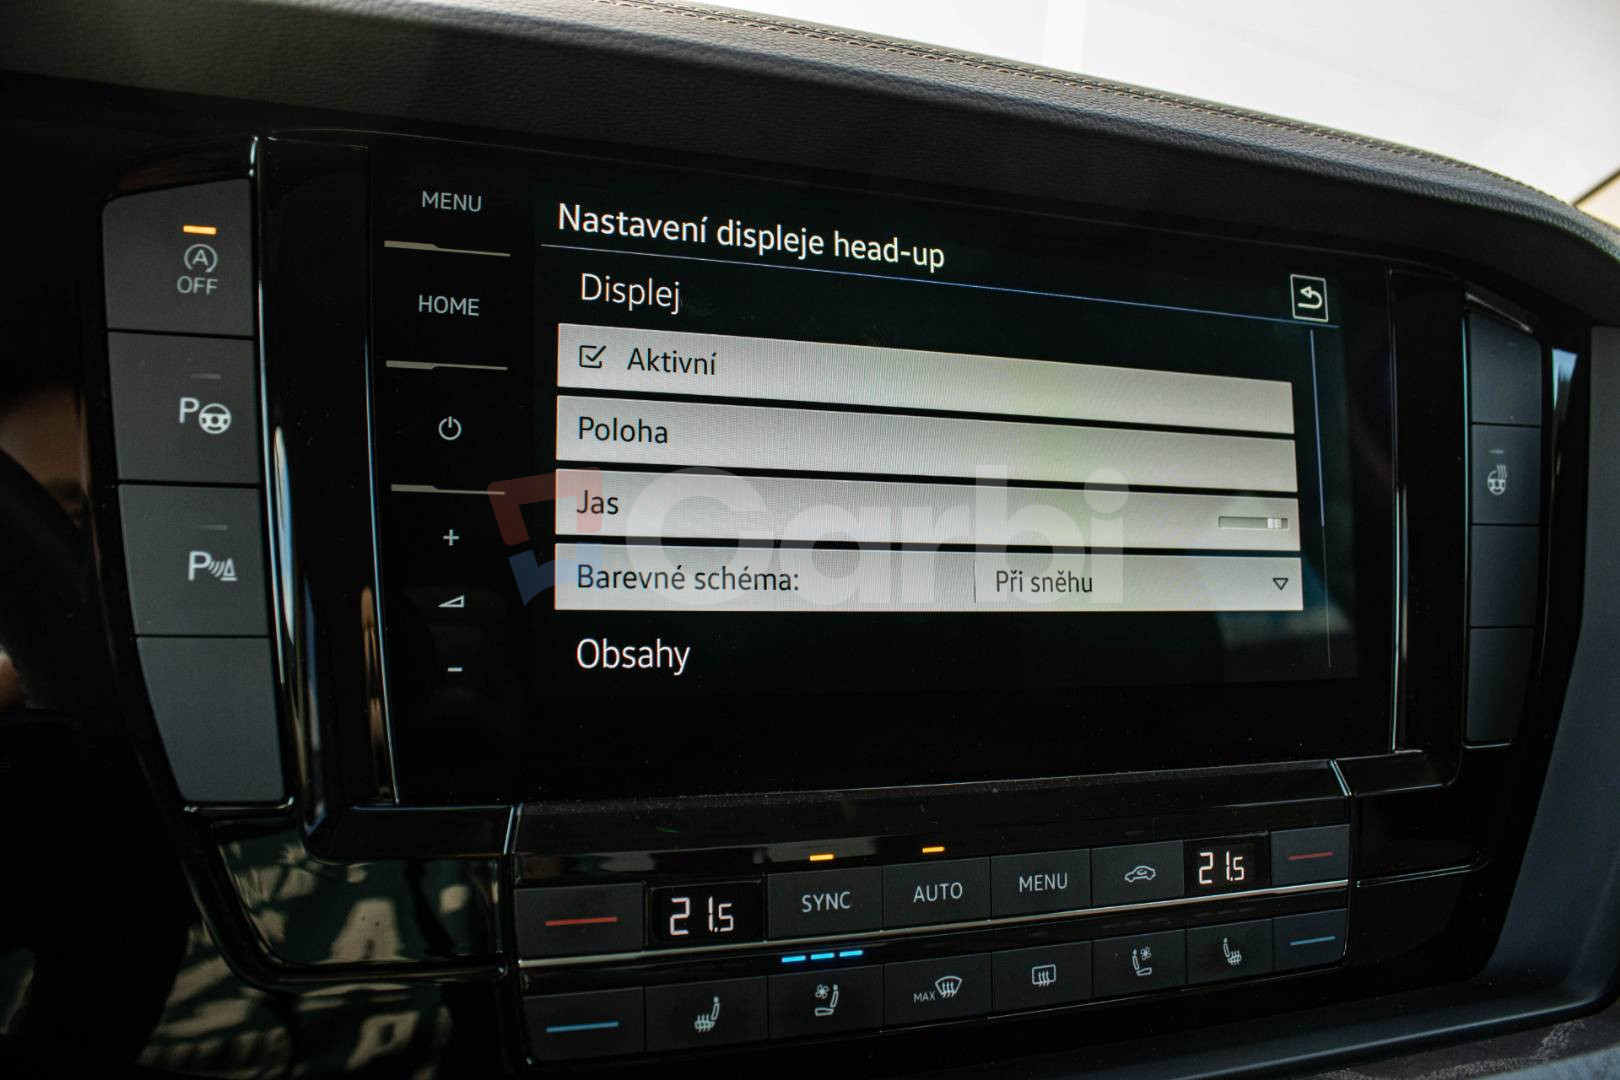 MENU
Nastavení displeje head-up
A
OFF
HOME
Displej
Aktivní
P
Poloha
Jas
Carbi
P
Barevné schéma: Při sněhu
Obsahy
+
-
21.5 SYNC AUTO MENU 21.5
MAX